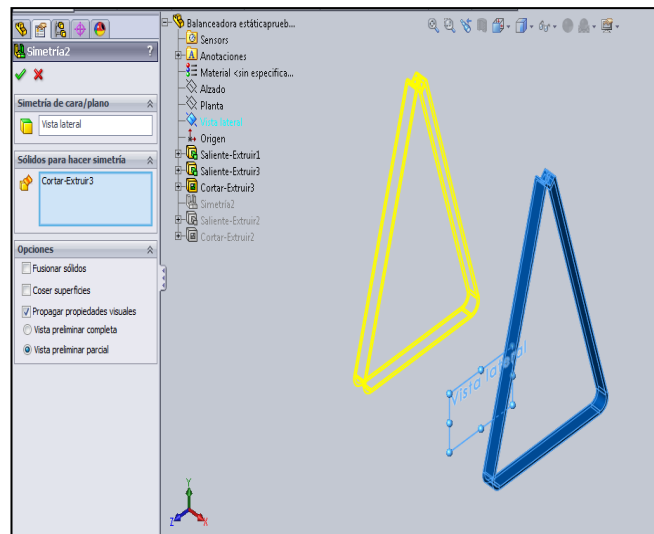 Simetría2
?
Simetría de cara/plano
Vista lateral
Sólidos para hacer simetría
Cortar-Extruir3
Opciones
Fusionar sólidos
Coser superficies
Propagar propiedades visuales
Vista preliminar completa
Vista preliminar parcial
Balanceadora estáticaprueb...
Sensors
A Anotaciones
Material <sin especifica...
Alzado
Planta
Vista lateral
Origen
Saliente-Extruir1
Saliente-Extruir3
Cortar-Extruir3
Simetría2
Saliente-Extruir2
Cortar-Extruir2
Vista lateral
Y
Z
X